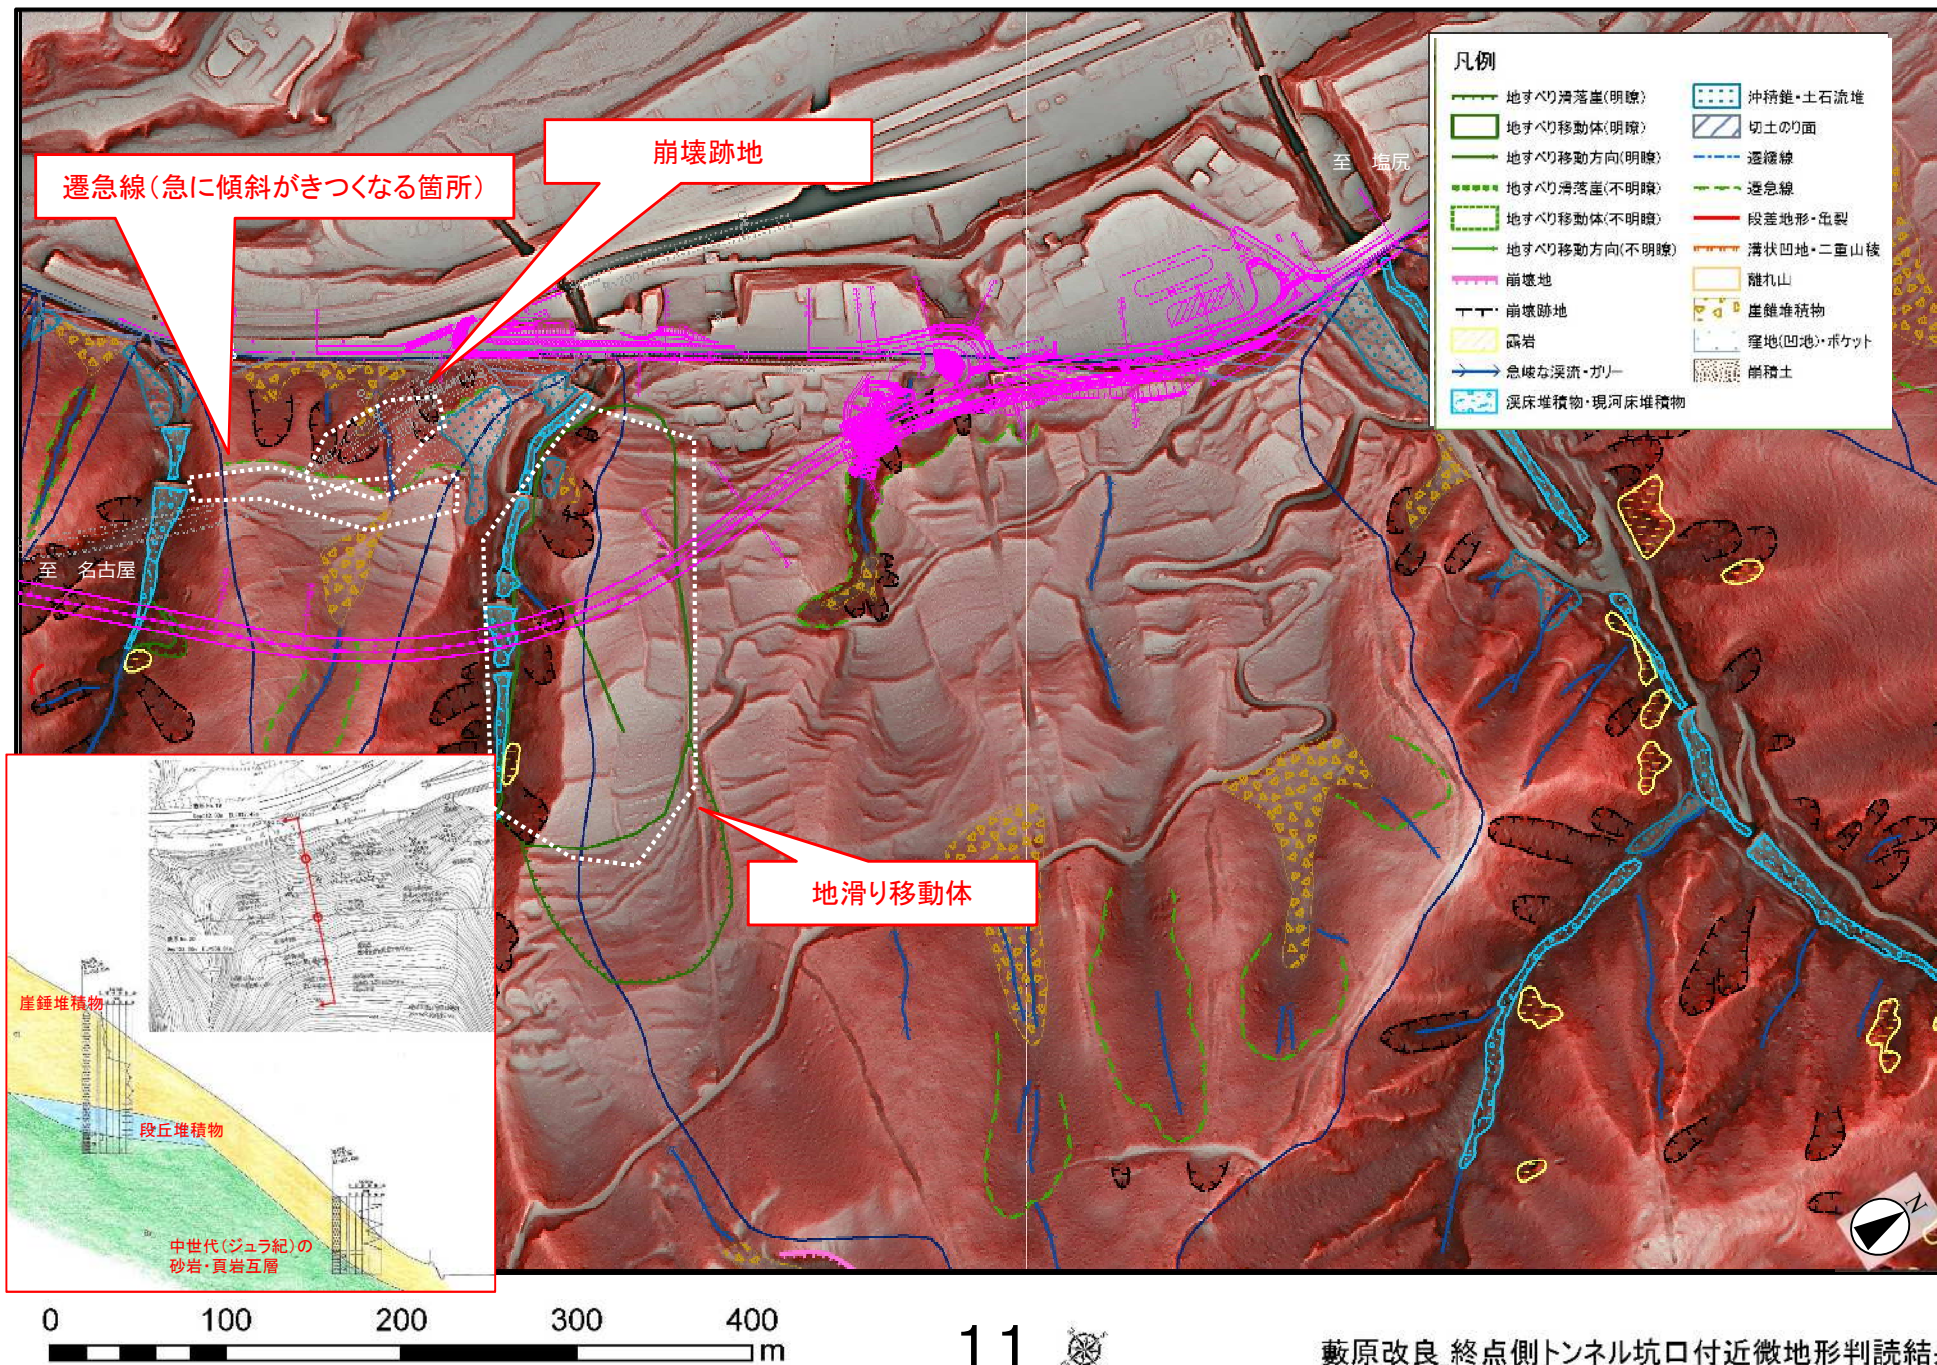 凡例
地すべり滑落崖(明瞭)
地すべり移動体(明瞭)
地すべり移動方向(明瞭)
地すべり滑落崖(不明瞭)
地すべり移動体(不明瞭)
地すべり移動方向(不明瞭)
崩壊地
崩壊跡地
露岩
急峻な渓流・ガリー
渓床堆積物・現河床堆積物
沖積錐・土石流堆
切土のり面
遷緩線
遷急線
段差地形・亀裂
溝状凹地・二重山稜
離れ山
崖錐堆積物
窪地(凹地)・ポケット
崩積土
崩壊跡地
遷急線(急に傾斜がきつくなる箇所)
至 塩尻
至 名古屋
地滑り移動体
崖錘堆積物
段丘堆積物
中世代(ジュラ紀)の
砂岩・頁岩互層
N
0 100 200 300 400
m
11
藪原改良 終点側トンネル坑口付近微地形判読結